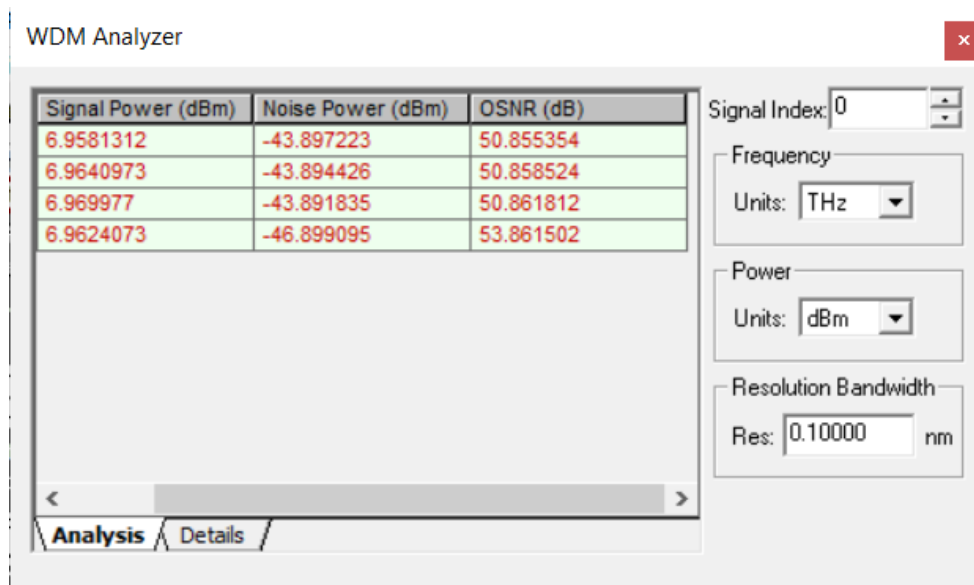 WDM Analyzer
Signal Power (dBm) Noise Power (dBm) OSNR (dB)
6.9581312 -43.897223 50.855354
6.9640973 -43.894426 50.858524
6.969977 -43.891835 50.861812
6.9624073 -46.899095 53.861502
Analysis Details
Signal Index: 0
Frequency
Units: THz
Power
Units: dBm
Resolution Bandwidth
Res: 0.10000 nm